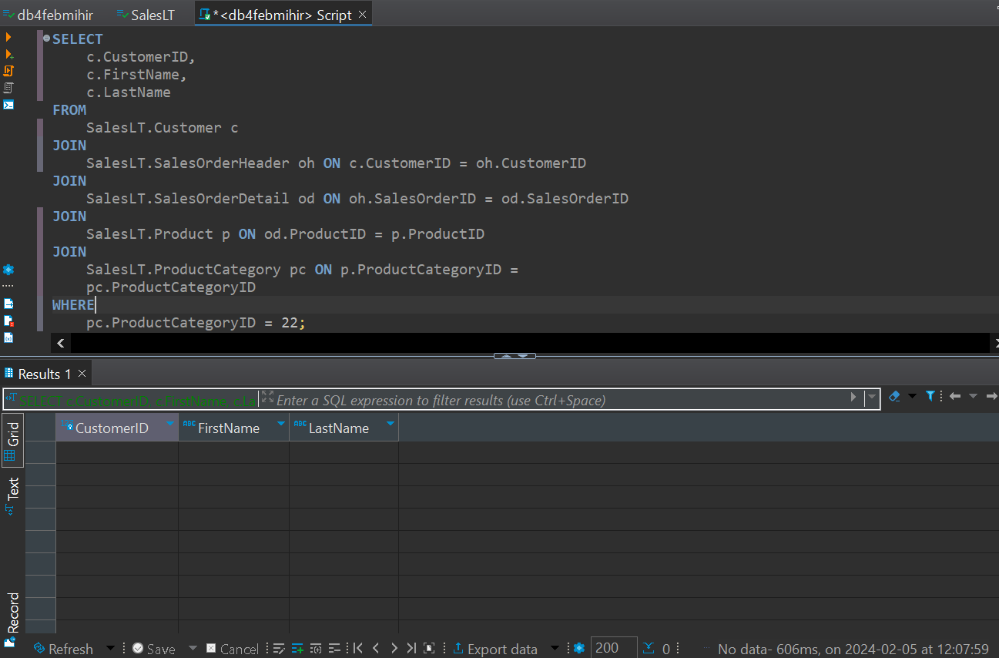 db4febmihir
SalesLT
*<db4febmihir> Script
SELECT
c.CustomerID,
c.FirstName,
c.LastName
FROM
SalesLT.Customer c
JOIN
SalesLT.SalesOrderHeader oh ON c.CustomerID = oh.CustomerID
JOIN
SalesLT.SalesOrderDetail od ON oh.SalesOrderID = od.SalesOrderID
JOIN
SalesLT.Product p ON od.ProductID = p.ProductID
JOIN
SalesLT.ProductCategory pc ON p.ProductCategoryID =
pc.ProductCategoryID
WHERE
pc.ProductCategoryID = 22;
Results 1
SELECT c.CustomerID, c.FirstName, c.La
Enter a SQL expression to filter results (use Ctrl+Space)
CustomerID
ABC FirstName
ABC LastName
Grid
Text
Record
Refresh
Save
Cancel
Export data
200
0
No data- 606ms, on 2024-02-05 at 12:07:59